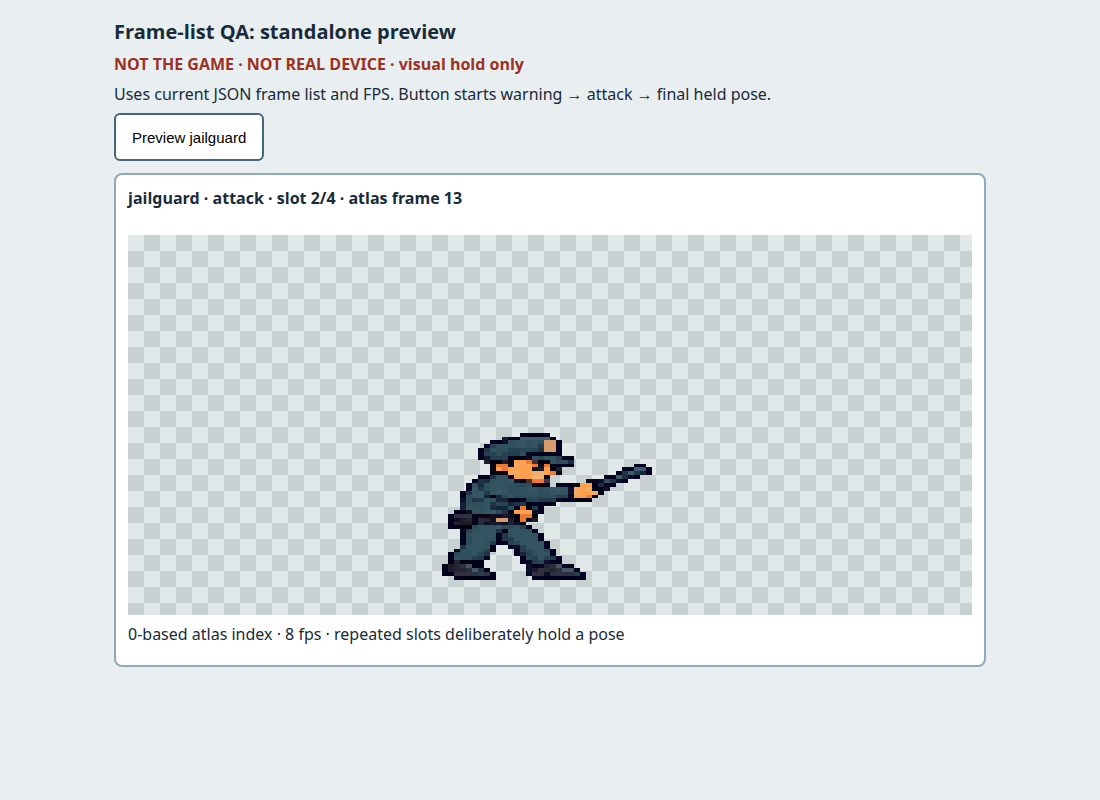 Frame-list QA: standalone preview
NOT THE GAME · NOT REAL DEVICE · visual hold only
Uses current JSON frame list and FPS. Button starts warning → attack → final held pose.
Preview jailguard
jailguard · attack · slot 2/4 · atlas frame 13
0-based atlas index · 8 fps · repeated slots deliberately hold a pose